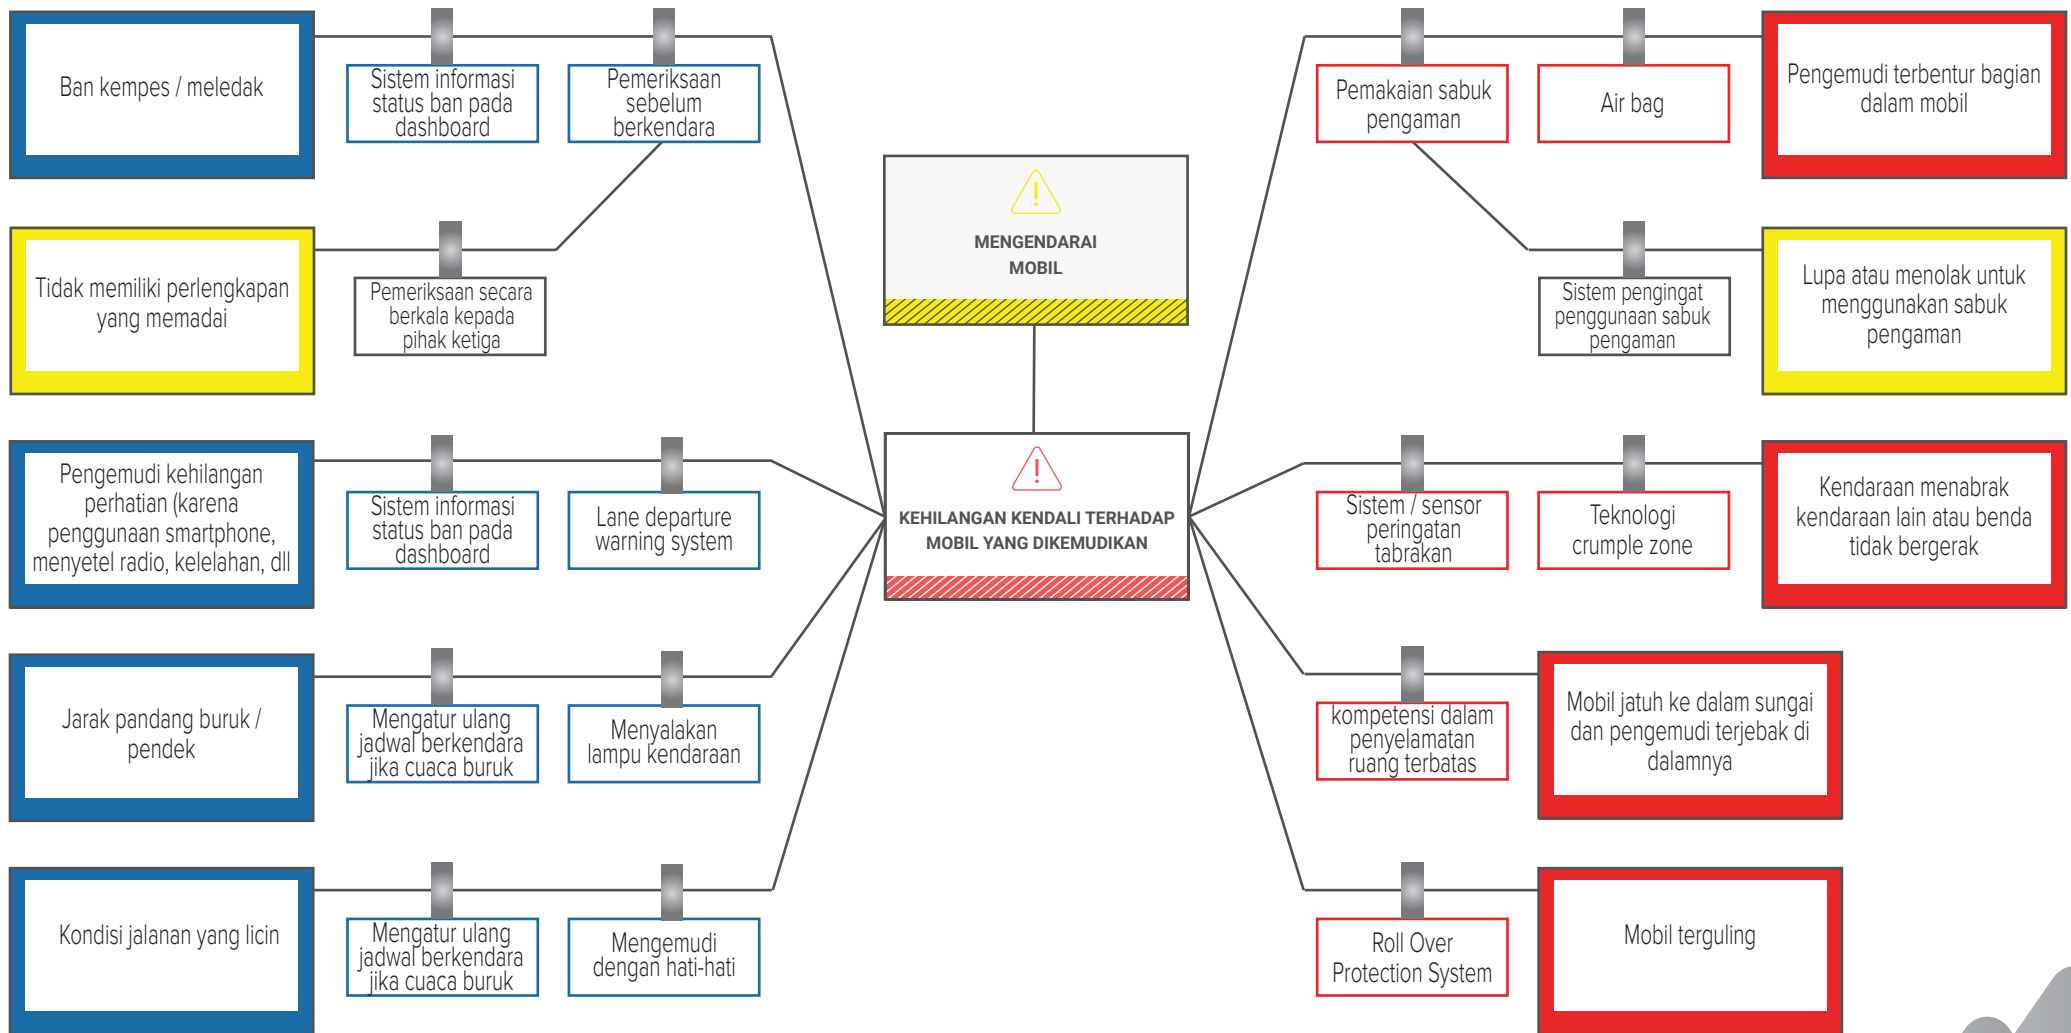 Ban kempes / meledak
Sistem informasi
status ban pada
dashboard
Pemeriksaan
sebelum
berkendara
Pemakaian sabuk
pengaman
Air bag
Pengemudi terbentur bagian
dalam mobil
MENGENDARAI
MOBIL
Tidak memiliki perlengkapan
yang memadai
Pemeriksaan secara
berkala kepada
pihak ketiga
Sistem pengingat
penggunaan sabuk
pengaman
Lupa atau menolak untuk
menggunakan sabuk
pengaman
Pengemudi kehilangan
perhatian (karena
penggunaan smartphone,
menyetel radio, kelelahan, dll
Sistem informasi
status ban pada
dashboard
Lane departure
warning system
KEHILANGAN KENDALI TERHADAP
MOBIL YANG DIKEMUDIKAN
Sistem / sensor
peringatan
tabrakan
Teknologi
crumple zone
Kendaraan menabrak
kendaraan lain atau benda
tidak bergerak
Jarak pandang buruk /
pendek
Mengatur ulang
jadwal berkendara
jika cuaca buruk
Menyalakan
lampu kendaraan
kompetensi dalam
penyelamatan
ruang terbatas
Mobil jatuh ke dalam sungai
dan pengemudi terjebak di
dalamnya
Kondisi jalanan yang licin
Mengatur ulang
jadwal berkendara
jika cuaca buruk
Mengemudi
dengan hati-hati
Roll Over
Protection System
Mobil terguling